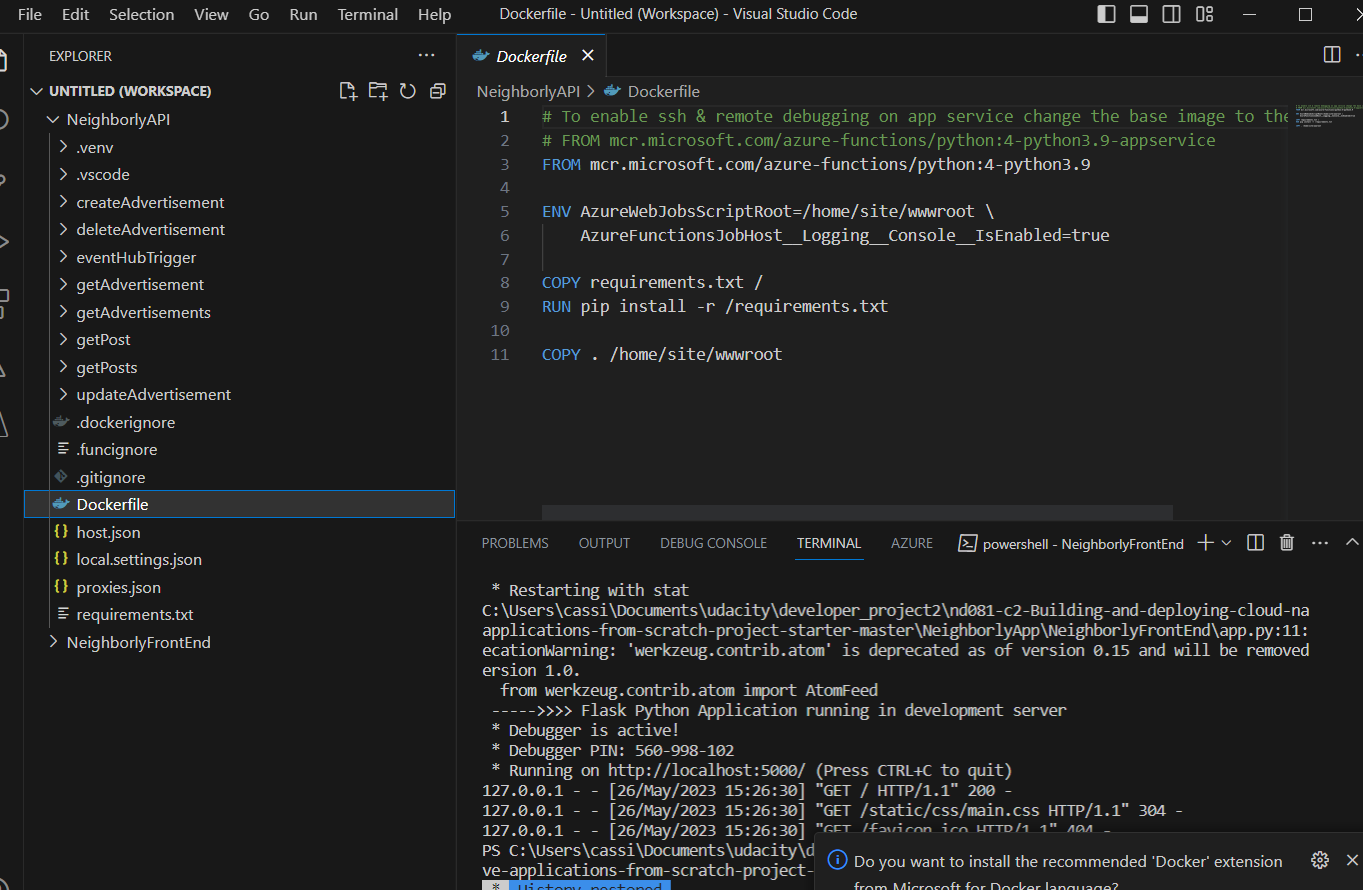 File Edit Selection View Go Run Terminal Help Dockerfile - Untitled (Workspace) - Visual Studio Code
EXPLORER
UNTITLED (WORKSPACE)
NeighborlyAPI
.venv
.vscode
createAdvertisement
deleteAdvertisement
eventHubTrigger
getAdvertisement
getAdvertisements
getPost
getPosts
updateAdvertisement
.dockerignore
.funcignore
.gitignore
Dockerfile
host.json
local.settings.json
proxies.json
requirements.txt
NeighborlyFrontEnd
Dockerfile
NeighborlyAPI > Dockerfile
1 # To enable ssh & remote debugging on app service change the base image to the
2 # FROM mcr.microsoft.com/azure-functions/python:4-python3.9-appservice
3 FROM mcr.microsoft.com/azure-functions/python:4-python3.9
4
5 ENV AzureWebJobsScriptRoot=/home/site/wwwroot \
6     AzureFunctionsJobHost__Logging__Console__IsEnabled=true
7
8 COPY requirements.txt /
9 RUN pip install -r /requirements.txt
10
11 COPY . /home/site/wwwroot
PROBLEMS OUTPUT DEBUG CONSOLE TERMINAL AZURE powershell - NeighborlyFrontEnd
* Restarting with stat
C:\Users\cassi\Documents\udacity\developer_project2\nd081-c2-Building-and-deploying-cloud-na
applications-from-scratch-project-starter-master\NeighborlyApp\NeighborlyFrontEnd\app.py:11:
ecationWarning: 'werkzeug.contrib.atom' is deprecated as of version 0.15 and will be removed
ersion 1.0.
from werkzeug.contrib.atom import AtomFeed
----->>>> Flask Python Application running in development server
* Debugger is active!
* Debugger PIN: 560-998-102
* Running on http://localhost:5000/ (Press CTRL+C to quit)
127.0.0.1 - - [26/May/2023 15:26:30] "GET / HTTP/1.1" 200 -
127.0.0.1 - - [26/May/2023 15:26:30] "GET /static/css/main.css HTTP/1.1" 304 -
127.0.0.1 - - [26/May/2023 15:26:30] "GET /favicon.ico HTTP/1.1" 404 -
PS C:\Users\cassi\Documents\udacity\d
ve-applications-from-scratch-project-
* History restored
Do you want to install the recommended 'Docker' extension
from Microsoft for Docker language?